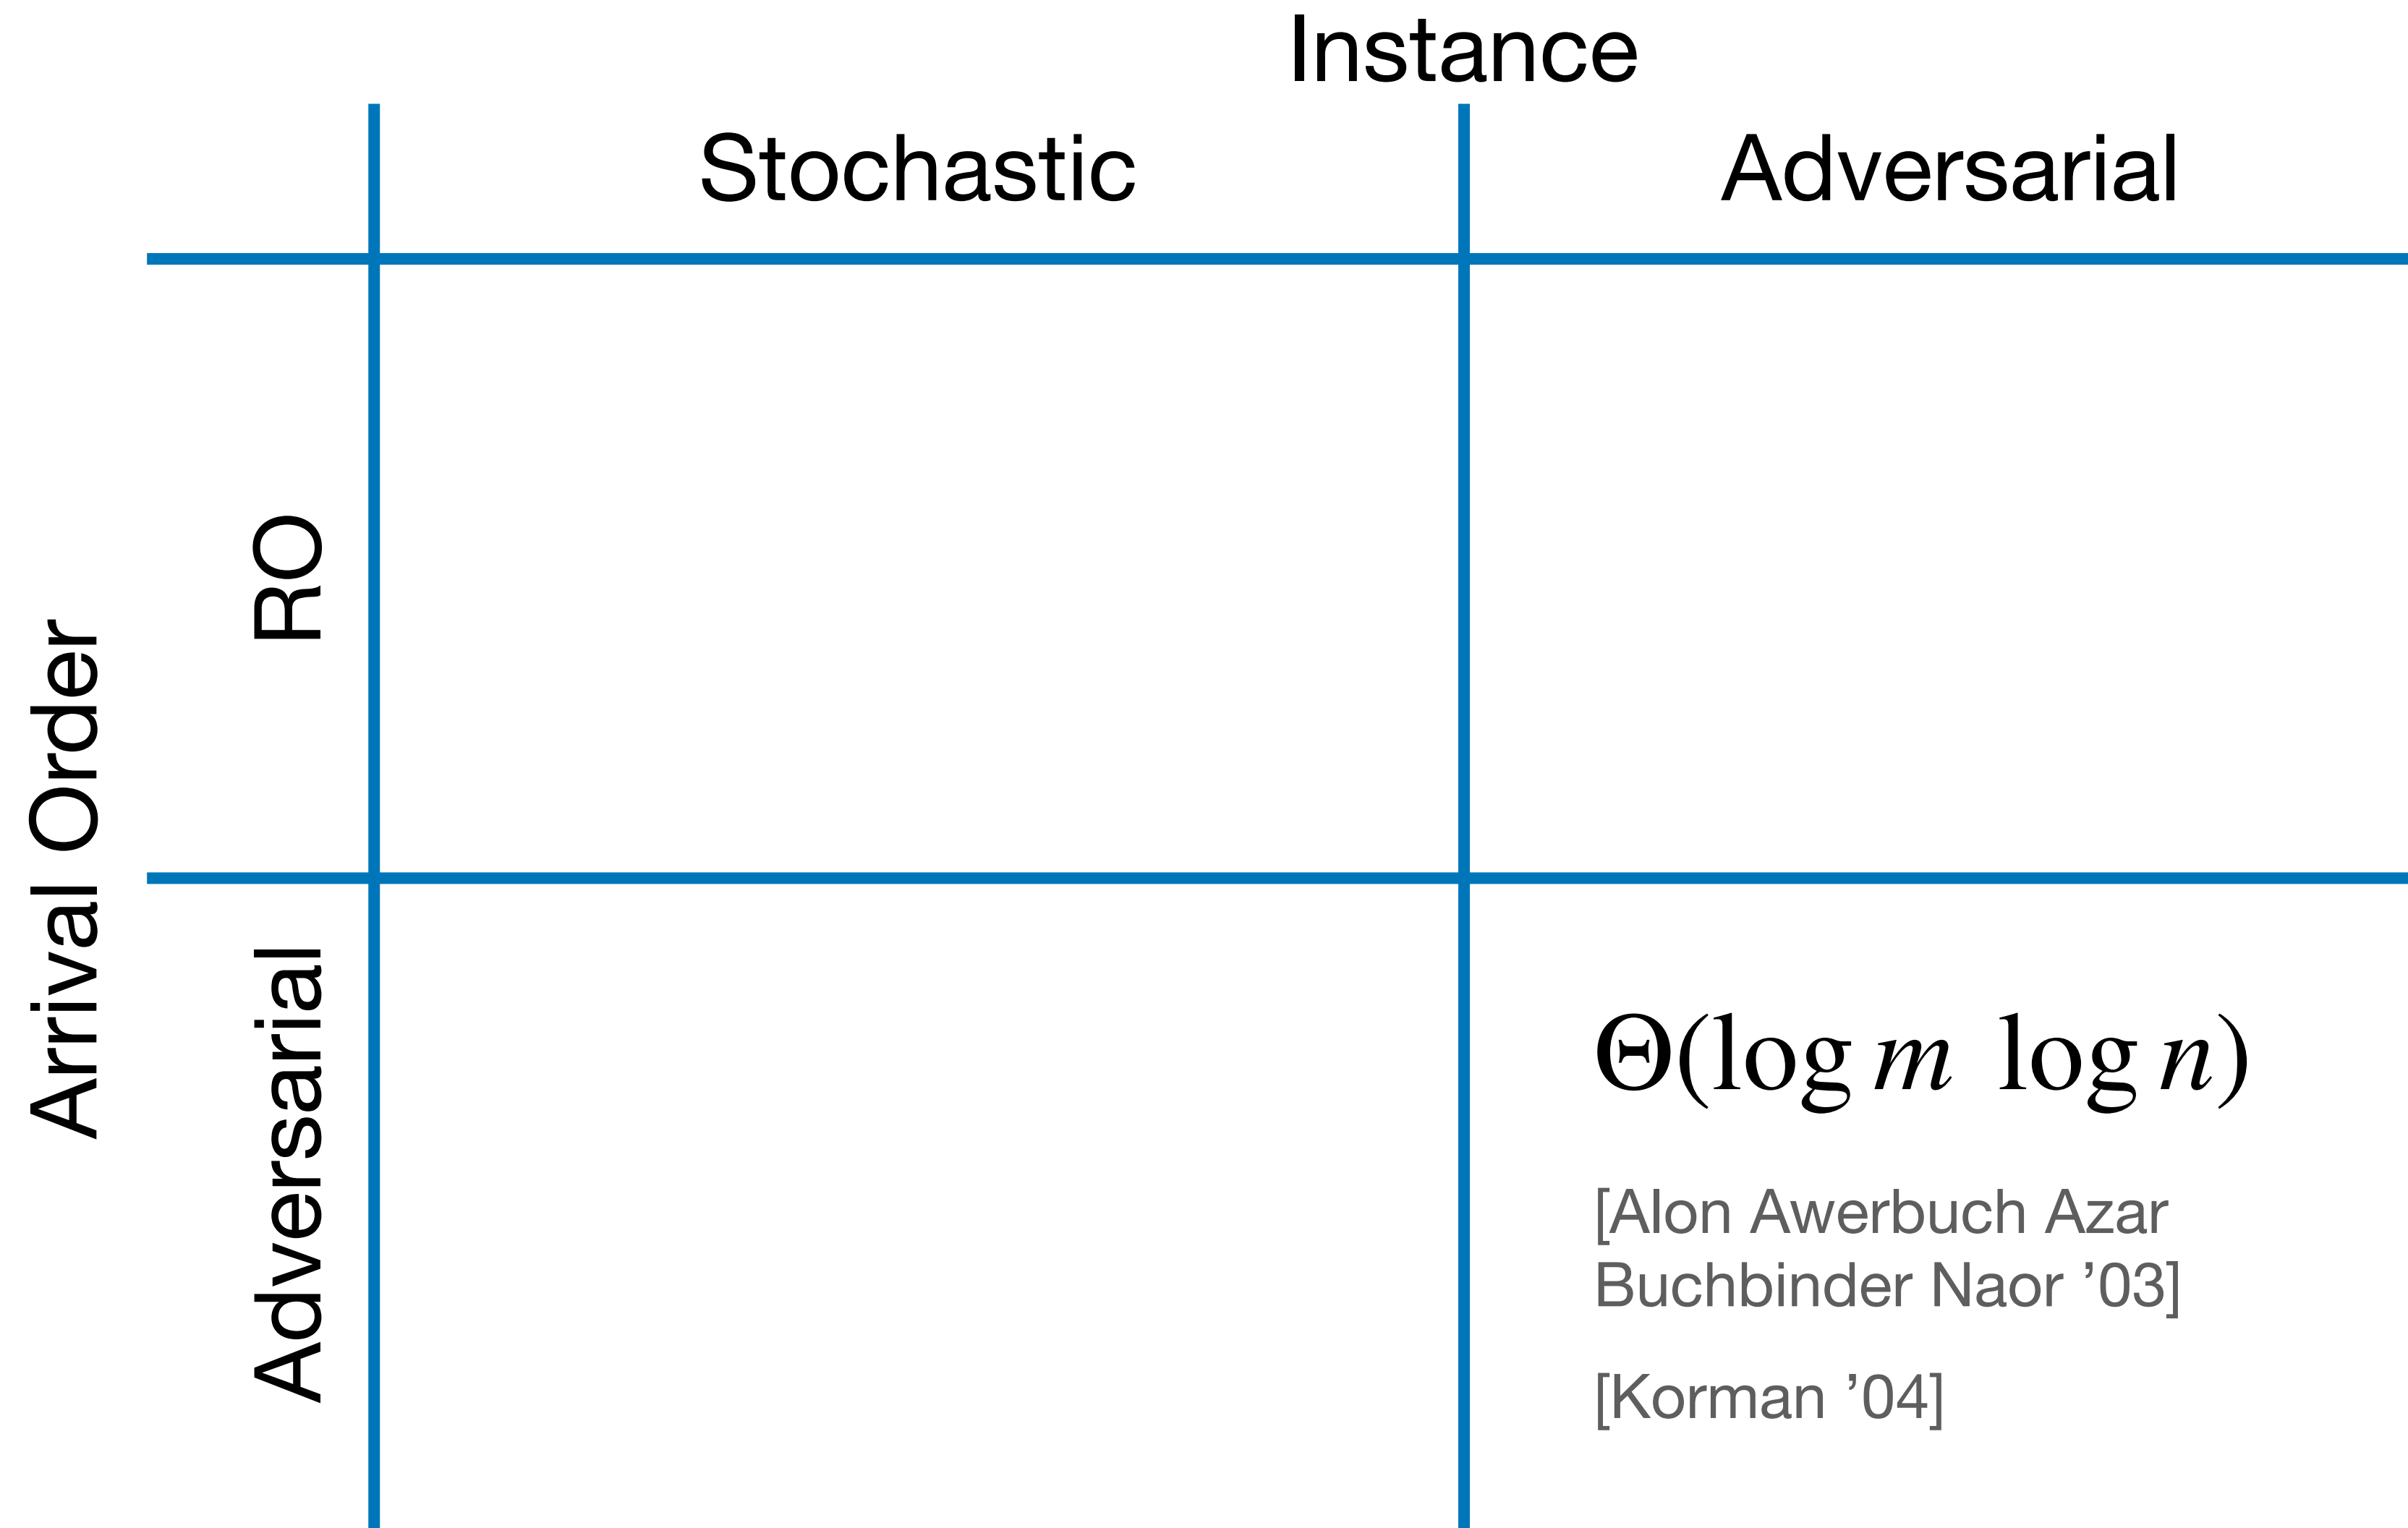 Instance
Stochastic
Adversarial
Arrival Order
RO
Adversarial
Θ(log m log n)
[Alon Awerbuch Azar
Buchbinder Naor ’03]
[Korman ’04]